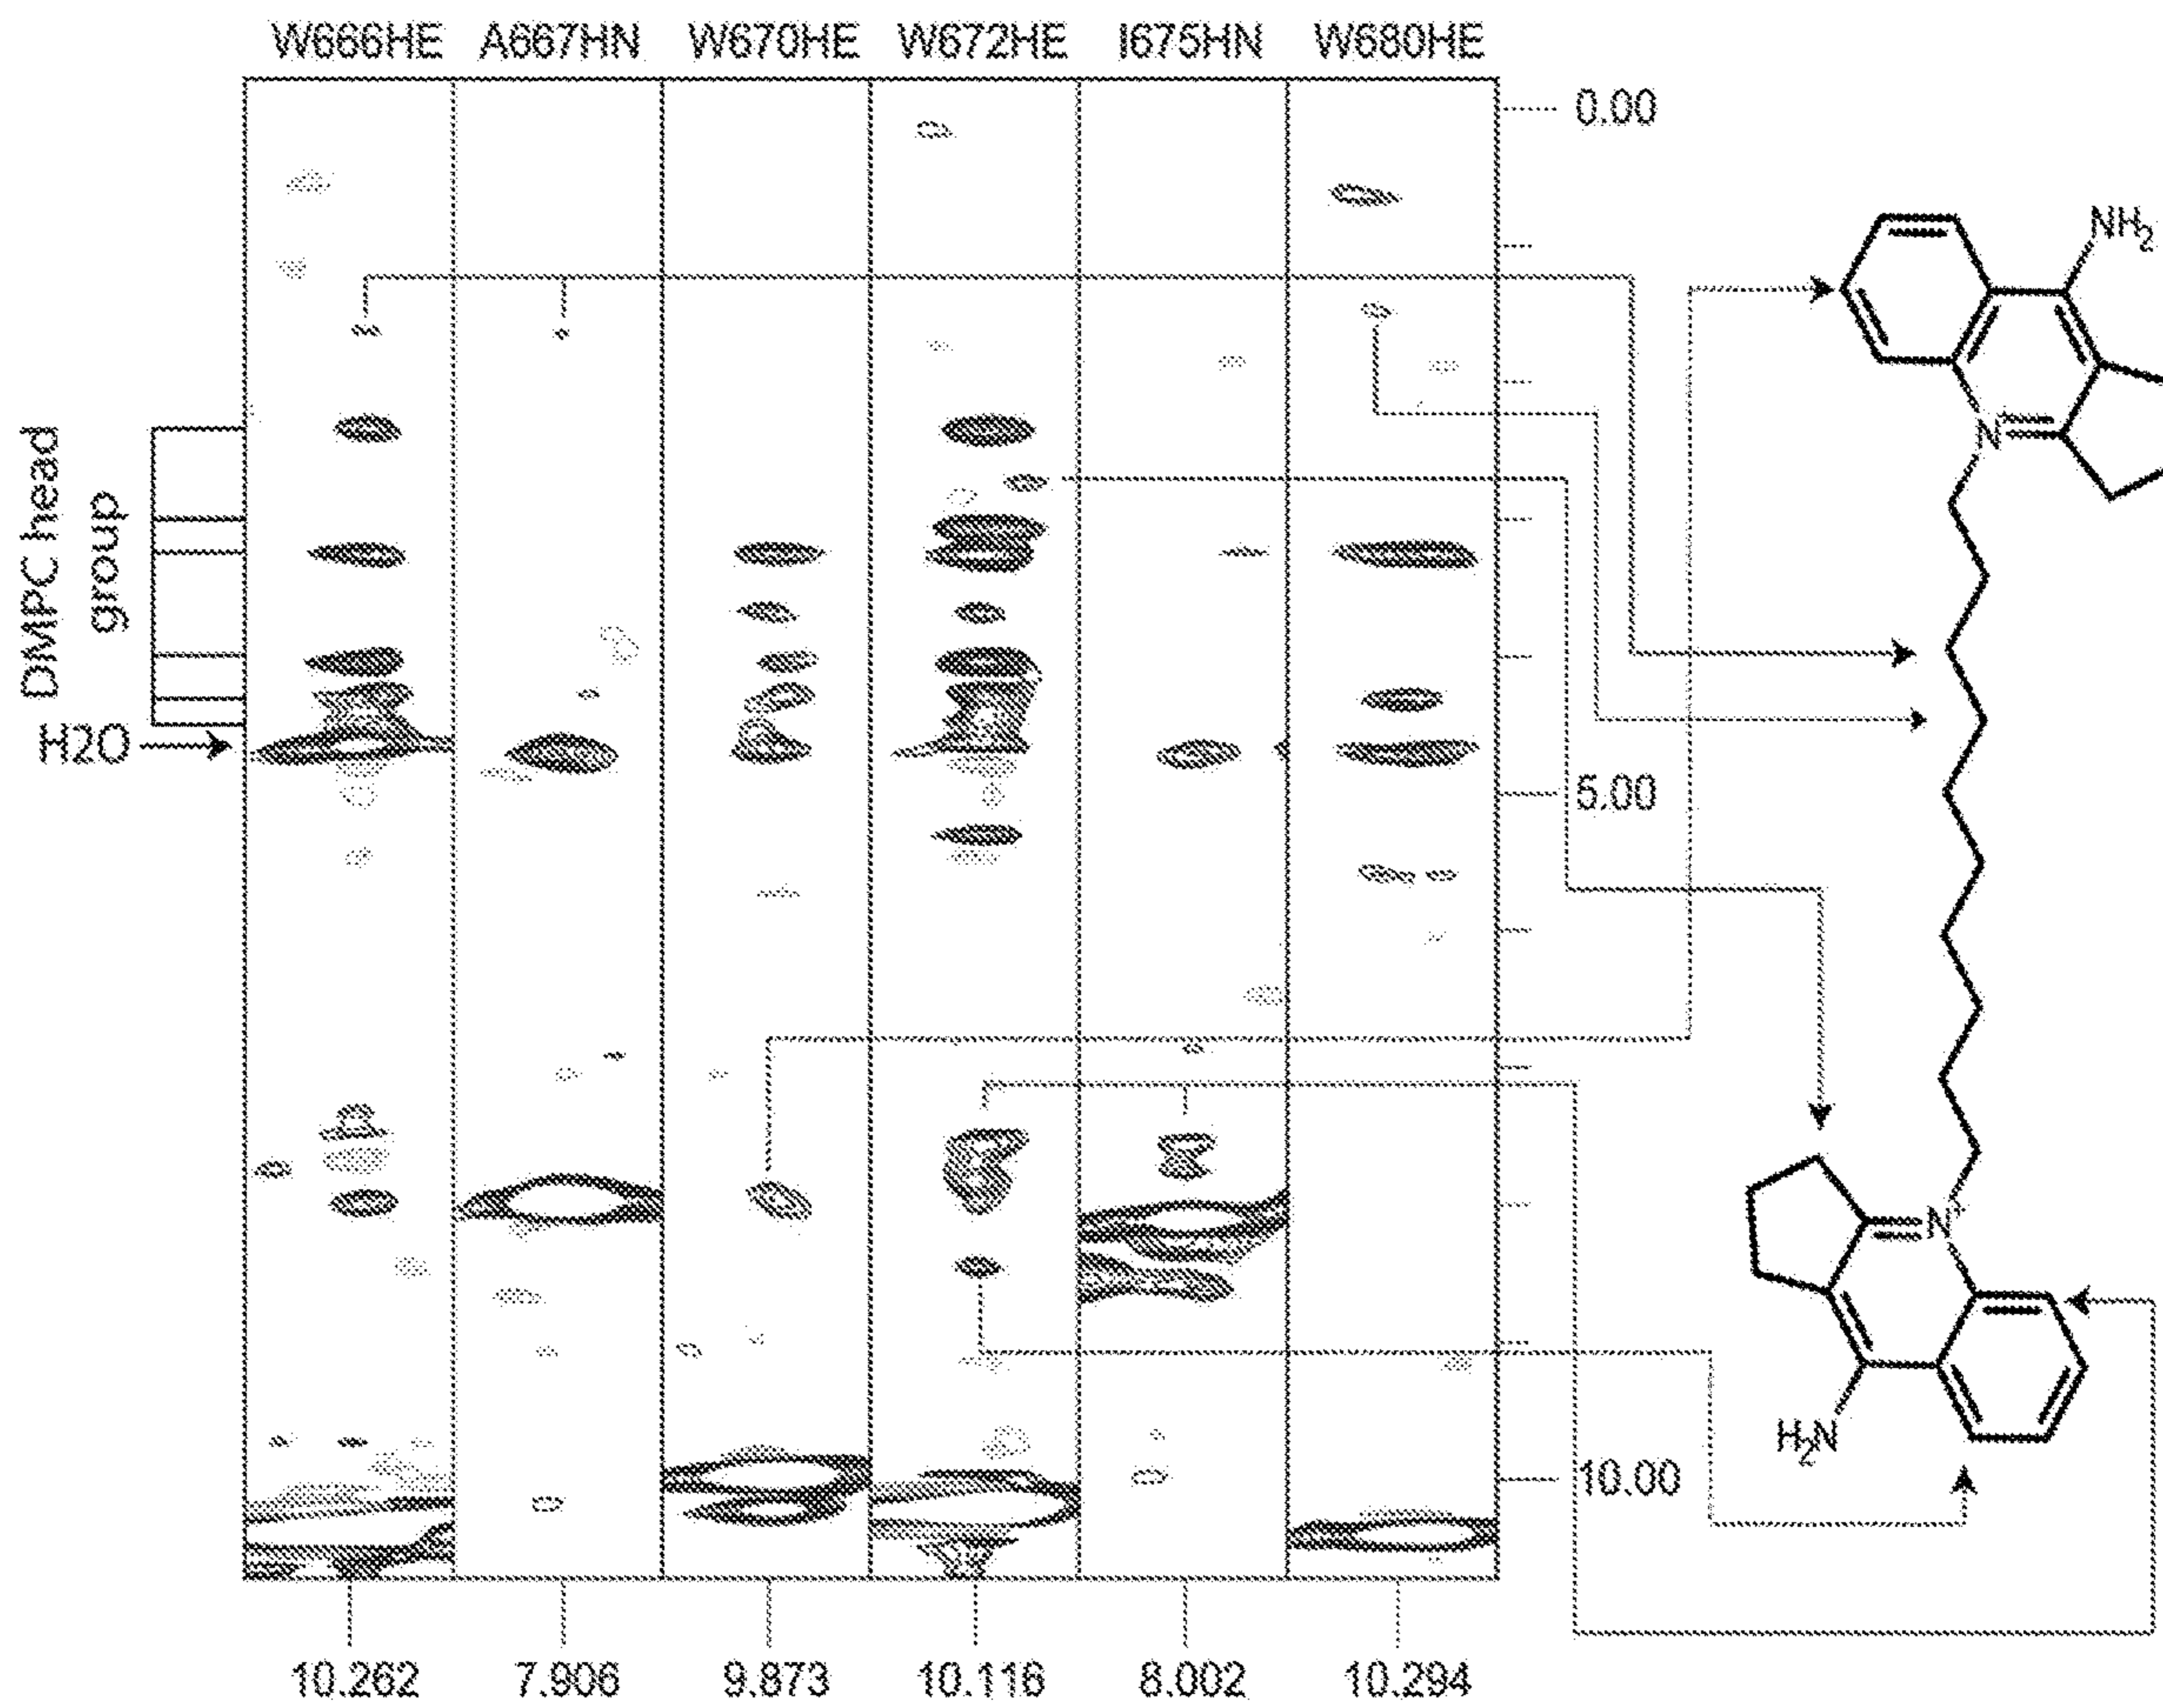 W666HE A667HN W670HE W672HE I675HN W680HE
0.00
NH2
DMPC head
group
N
H2O
5.00
N+
H2N
10.00
10.262 7.906 9.873 10.116 8.002 10.294